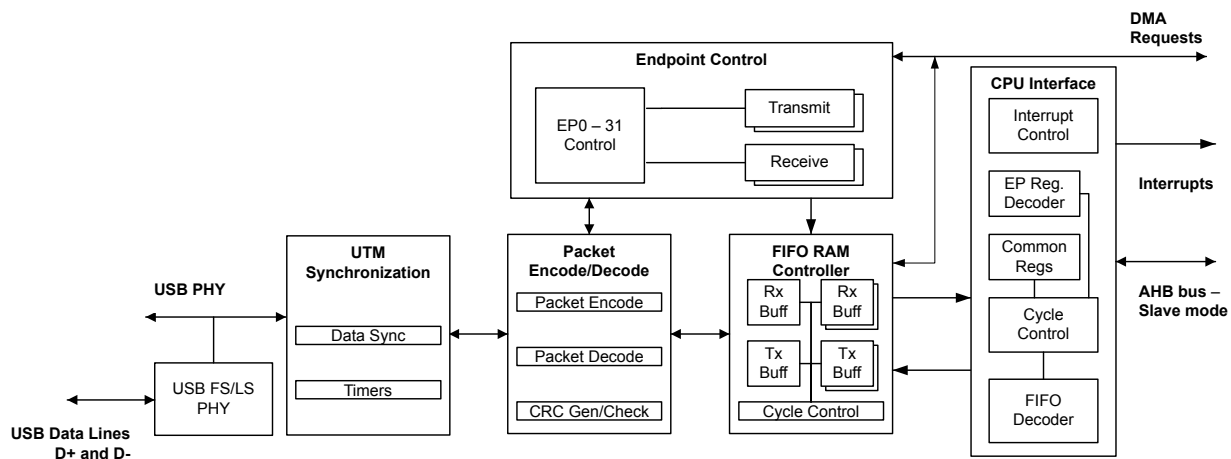 DMA
Requests
Endpoint Control
EP0 – 31
Control
Transmit
Receive
CPU Interface
Interrupt
Control
Interrupts
EP Reg.
Decoder
Common
Regs
Cycle
Control
FIFO
Decoder
AHB bus –
Slave mode
USB PHY
USB FS/LS
PHY
USB Data Lines
D+ and D-
UTM
Synchronization
Data Sync
Timers
Packet
Encode/Decode
Packet Encode
Packet Decode
CRC Gen/Check
FIFO RAM
Controller
Rx
Buff
Rx
Buff
Tx
Buff
Tx
Buff
Cycle Control